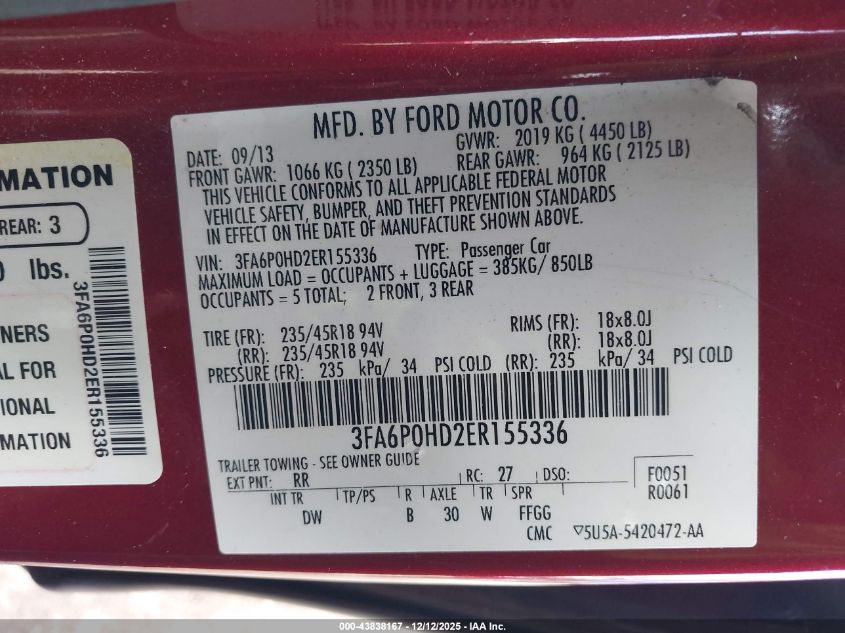 MFD. BY FORD MOTOR CO.
DATE: 09/13 GVWR: 2019 KG ( 4450 LB)
FRONT GAWR: 1066 KG ( 2350 LB) REAR GAWR: 964 KG ( 2125 LB)
THIS VEHICLE CONFORMS TO ALL APPLICABLE FEDERAL MOTOR
VEHICLE SAFETY, BUMPER, AND THEFT PREVENTION STANDARDS
IN EFFECT ON THE DATE OF MANUFACTURE SHOWN ABOVE.
VIN: 3FA6P0HD2ER155336 TYPE: Passenger Car
MAXIMUM LOAD = OCCUPANTS + LUGGAGE = 385KG/ 850LB
OCCUPANTS = 5 TOTAL; 2 FRONT, 3 REAR
TIRE (FR): 235/45R18 94V RIMS (FR): 18x8.0J
(RR): 235/45R18 94V (RR): 18x8.0J
PRESSURE (FR): 235 kPa/ 34 PSI COLD (RR): 235 kPa/ 34 PSI COLD
3FA6P0HD2ER155336
TRAILER TOWING - SEE OWNER GUIDE
EXT PNT: RR RC: 27 DSO: F0051
R0061
INT TR TP/PS R AXLE TR SPR
DW B 30 W FFGG
CMC 5U5A-5420472-AA
MATION
REAR: 3
0 lbs.
3FA6P0HD2ER155336
NERS
AL FOR
IONAL
MATION
000-43838167 - 12/12/2025 - IAA Inc.